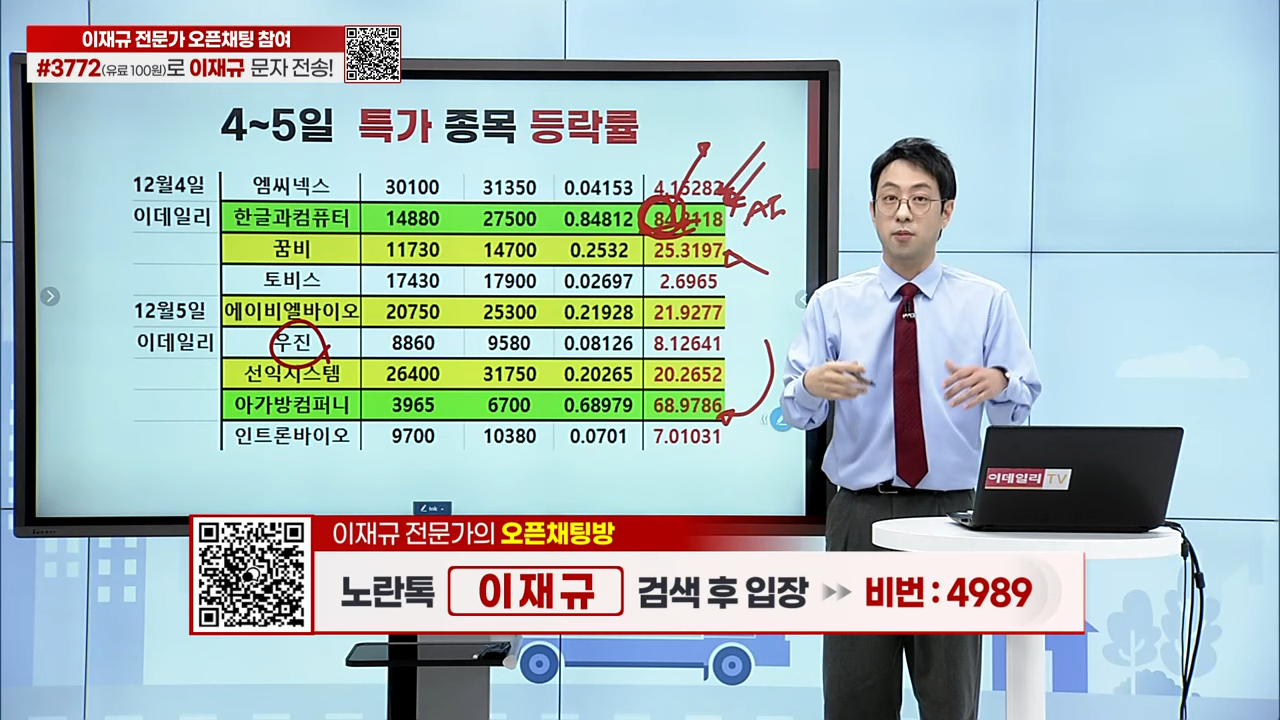 이재규 전문가 오픈채팅 참여
#3772(유료 100원)로 이재규 문자 전송!
4~5일 특가 종목 등락률
12월4일 엠씨넥스 30100 31350 0.04153 4.15282
이데일리 한글과컴퓨터 14880 27500 0.84812 84.8118
꿈비 11730 14700 0.2532 25.3197
토비스 17430 17900 0.02697 2.6965
12월5일 에이비엘바이오 20750 25300 0.21928 21.9277
이데일리 우진 8860 9580 0.08126 8.12641
선익시스템 26400 31750 0.20265 20.2652
아가방컴퍼니 3965 6700 0.68979 68.9786
인트론바이오 9700 10380 0.0701 7.01031
AI
Ink
이데일리TV
이재규 전문가의 오픈채팅방
노란톡 이재규 검색 후 입장 비번 : 4989